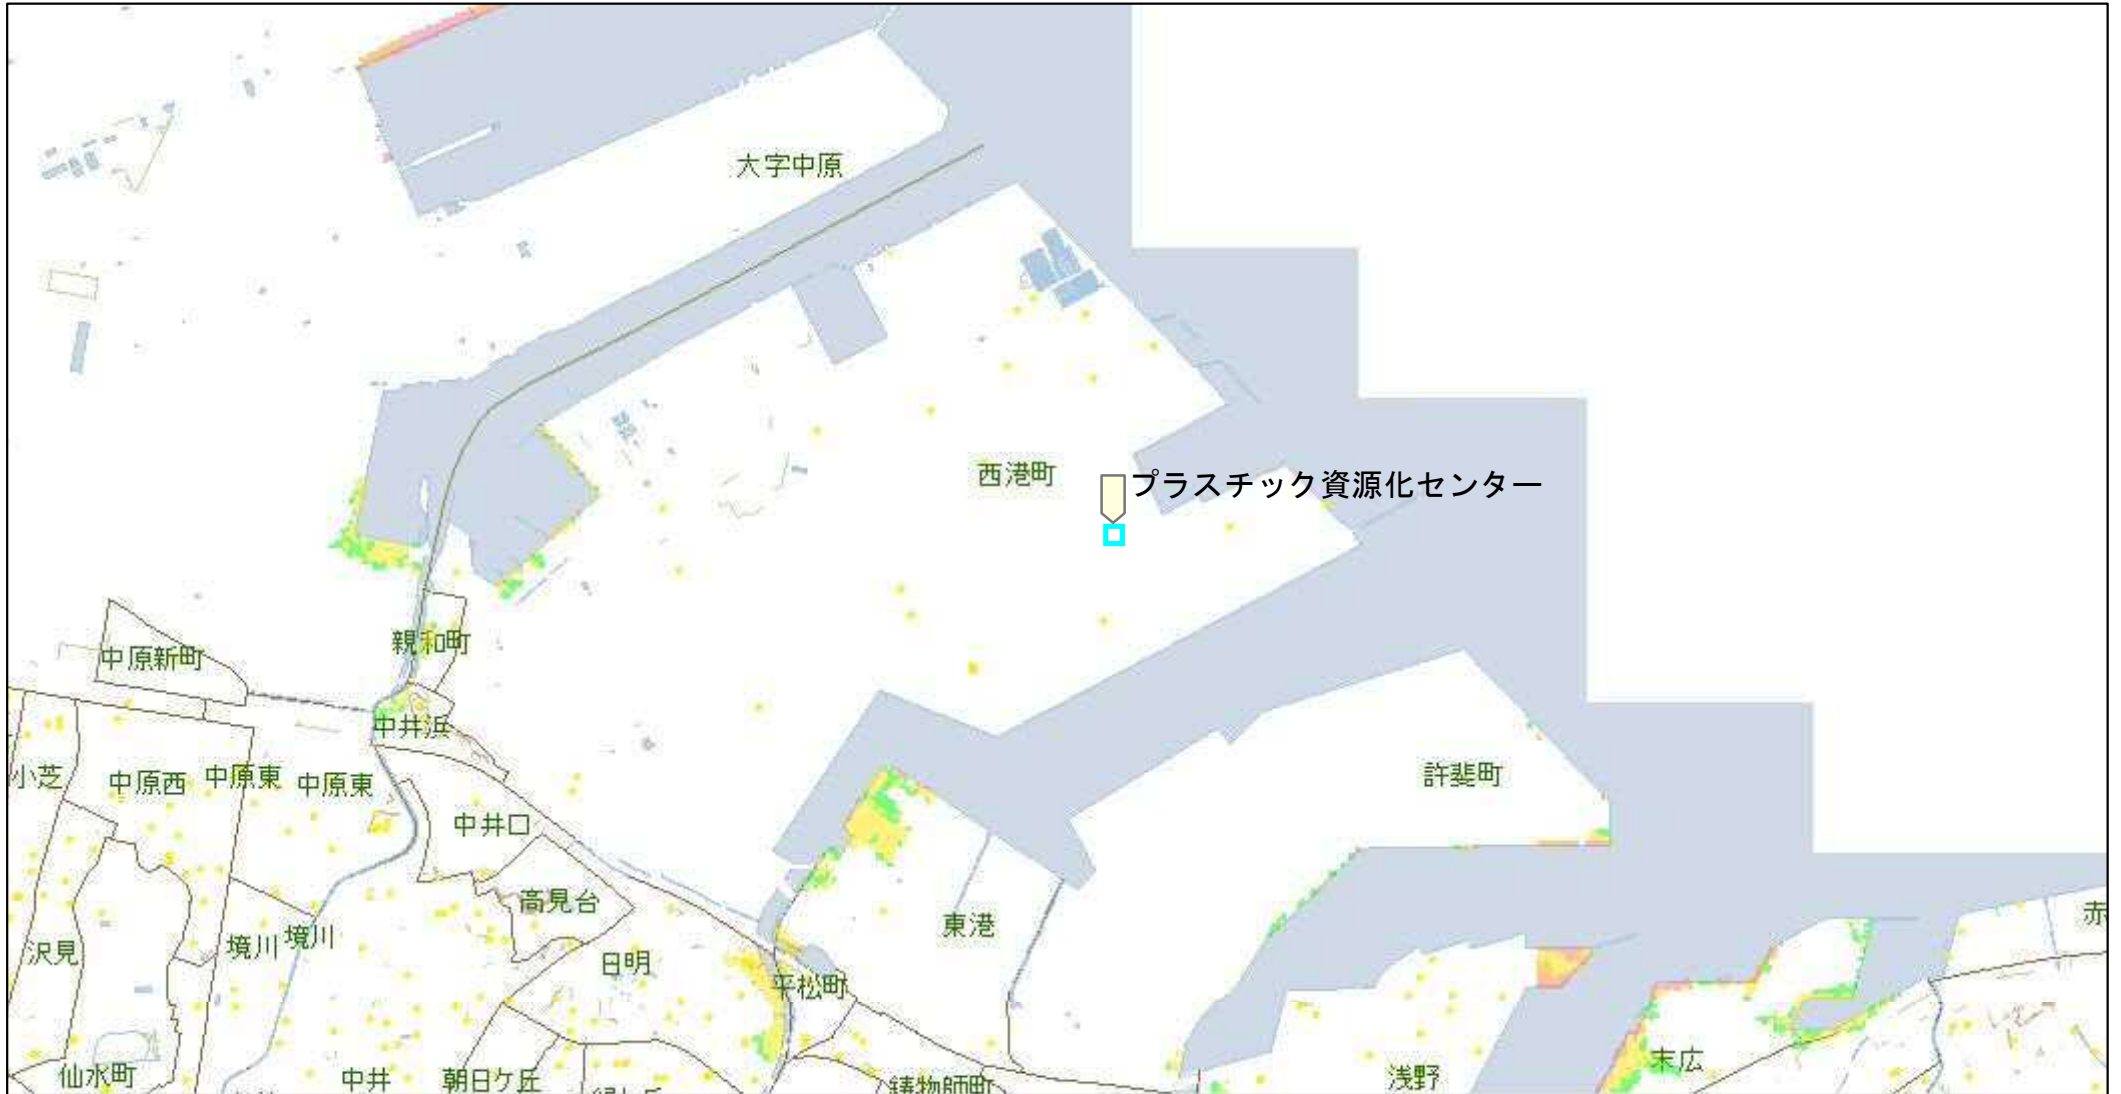 大字中原
西港町
プラスチック資源化センター
親和町
中原新町
中井浜
小芝
中原西
中原東
中原東
許斐町
中井口
高見台
東港
赤
沢見
境川
境川
日明
平松町
仙水町
中井
朝日ケ丘
鋳物師町
浅野
末広